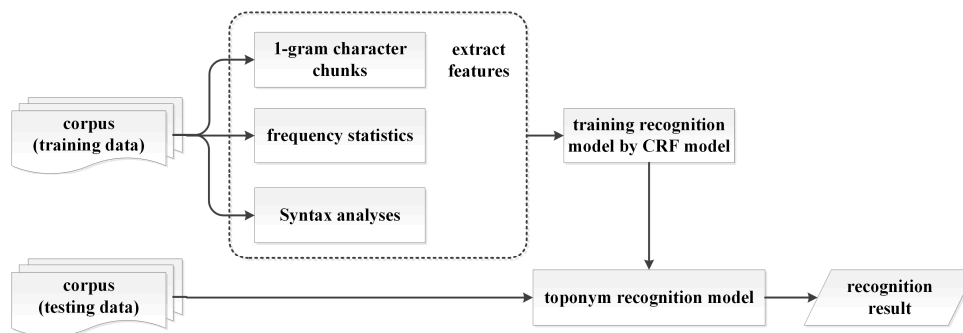 1-gram character
chunks
extract
features
corpus
(training data)
frequency statistics
training recognition
model by CRF model
Syntax analyses
corpus
(testing data)
toponym recognition model
recognition
result